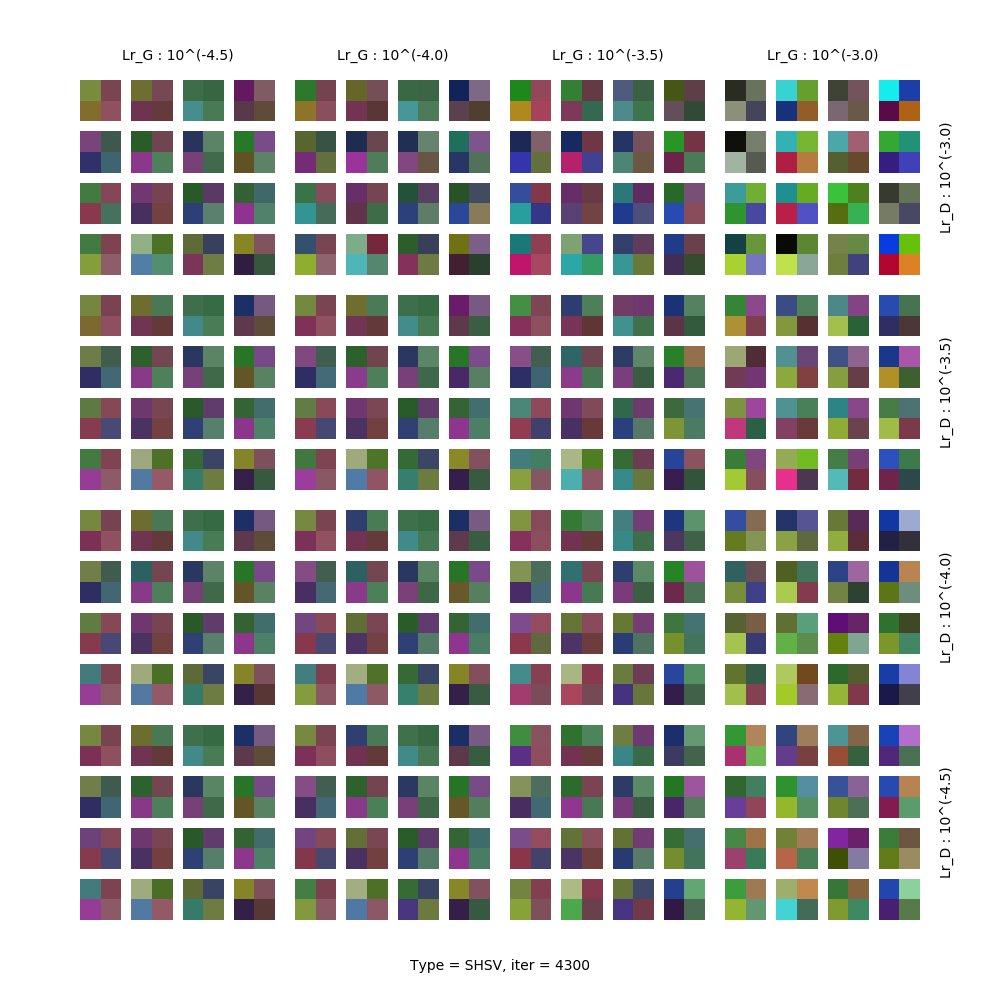 Lr_G : 10^(-4.5)
Lr_G : 10^(-4.0)
Lr_G : 10^(-3.5)
Lr_G : 10^(-3.0)
Lr_D : 10^(-3.0)
Lr_D : 10^(-3.5)
Lr_D : 10^(-4.0)
Lr_D : 10^(-4.5)
Type = SHSV, iter = 4300